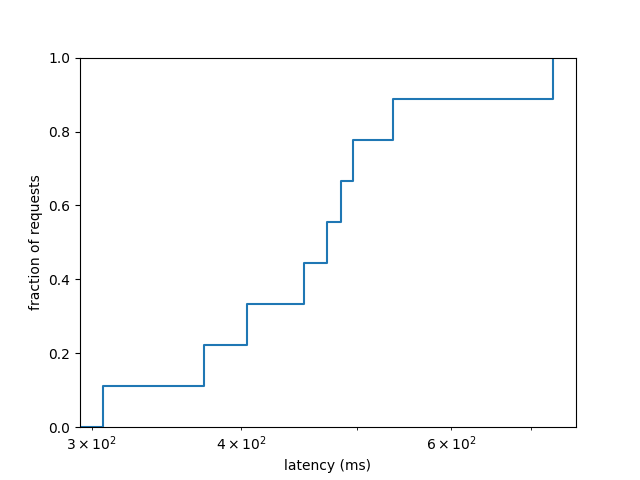 fraction of requests
1.0
0.8
0.6
0.4
0.2
0.0
3 × 10²
4 × 10²
6 × 10²
latency (ms)